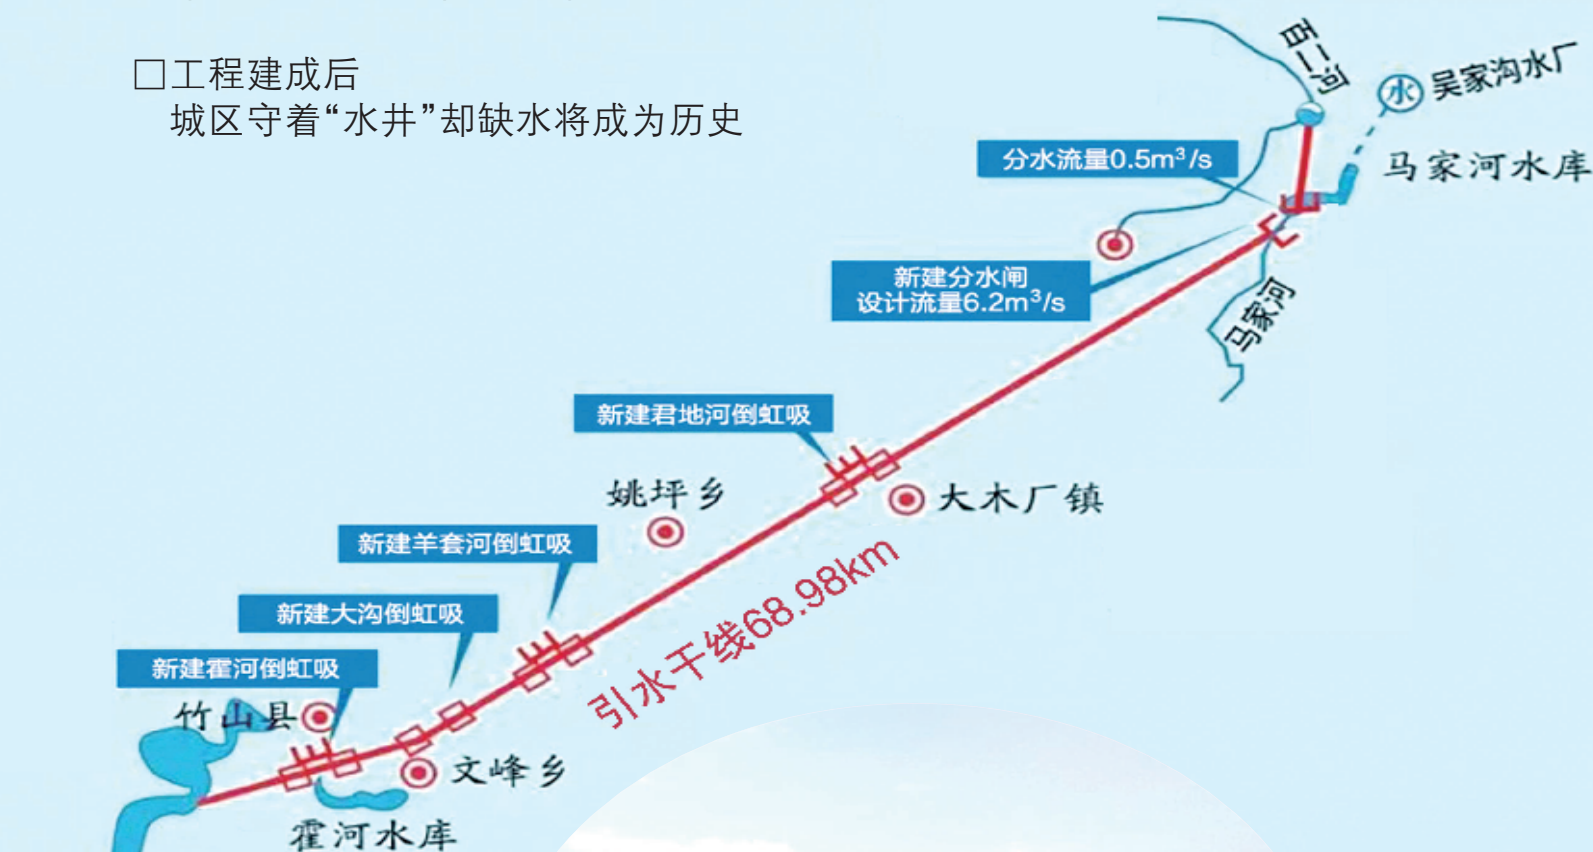 □工程建成后
城区守着“水井”却缺水将成为历史
百二河
水
吴家沟水厂
分水流量0.5m³/s
马家河水库
新建分水闸
设计流量6.2m³/s
马家河
新建君地河倒虹吸
姚坪乡
大木厂镇
新建羊套河倒虹吸
引水干线68.98km
新建大沟倒虹吸
新建霍河倒虹吸
竹山县
文峰乡
霍河水库